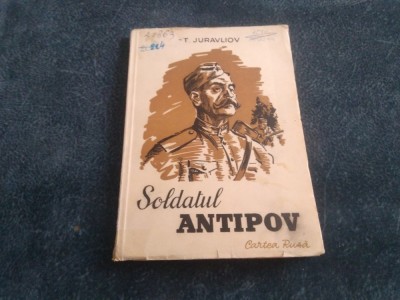 T. JURAVLIOV
Soldatul
ANTIPOV
Cartea Rusă